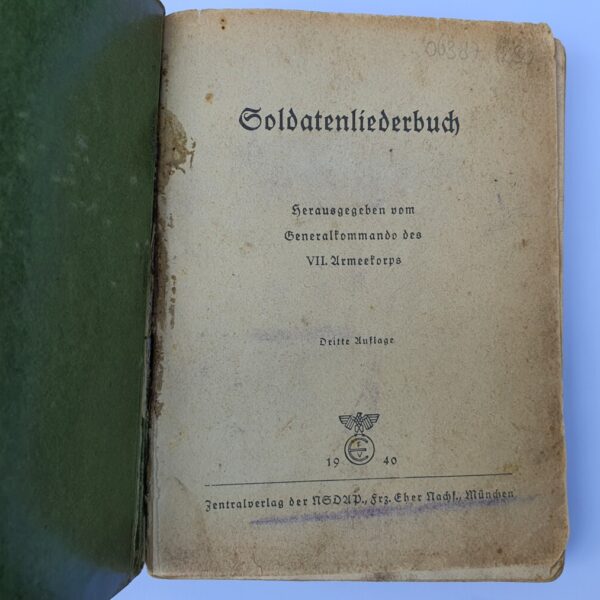 Soldatenliederbuch
Herausgegeben vom
Generalkommando des
VII. Armeekorps
Dritte Auflage
19 40
Zentralverlag der NSDAP., Frz. Eher Nachf., München